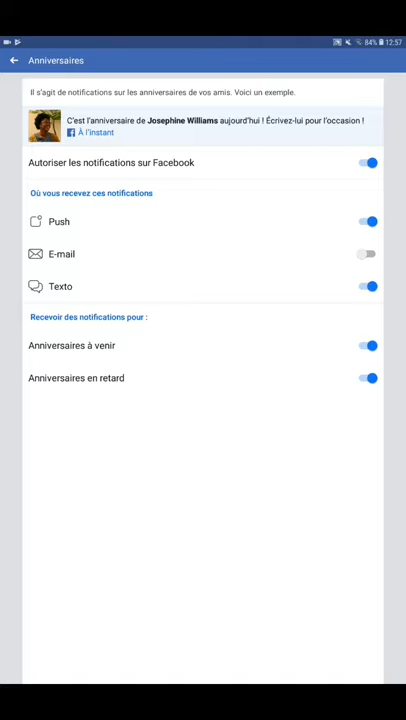 84% 12:57
Anniversaires
Il s'agit de notifications sur les anniversaires de vos amis. Voici un exemple.
C'est l'anniversaire de Josephine Williams aujourd'hui ! Écrivez-lui pour l'occasion !
À l'instant
Autoriser les notifications sur Facebook
Où vous recevez ces notifications
Push
E-mail
Texto
Recevoir des notifications pour :
Anniversaires à venir
Anniversaires en retard